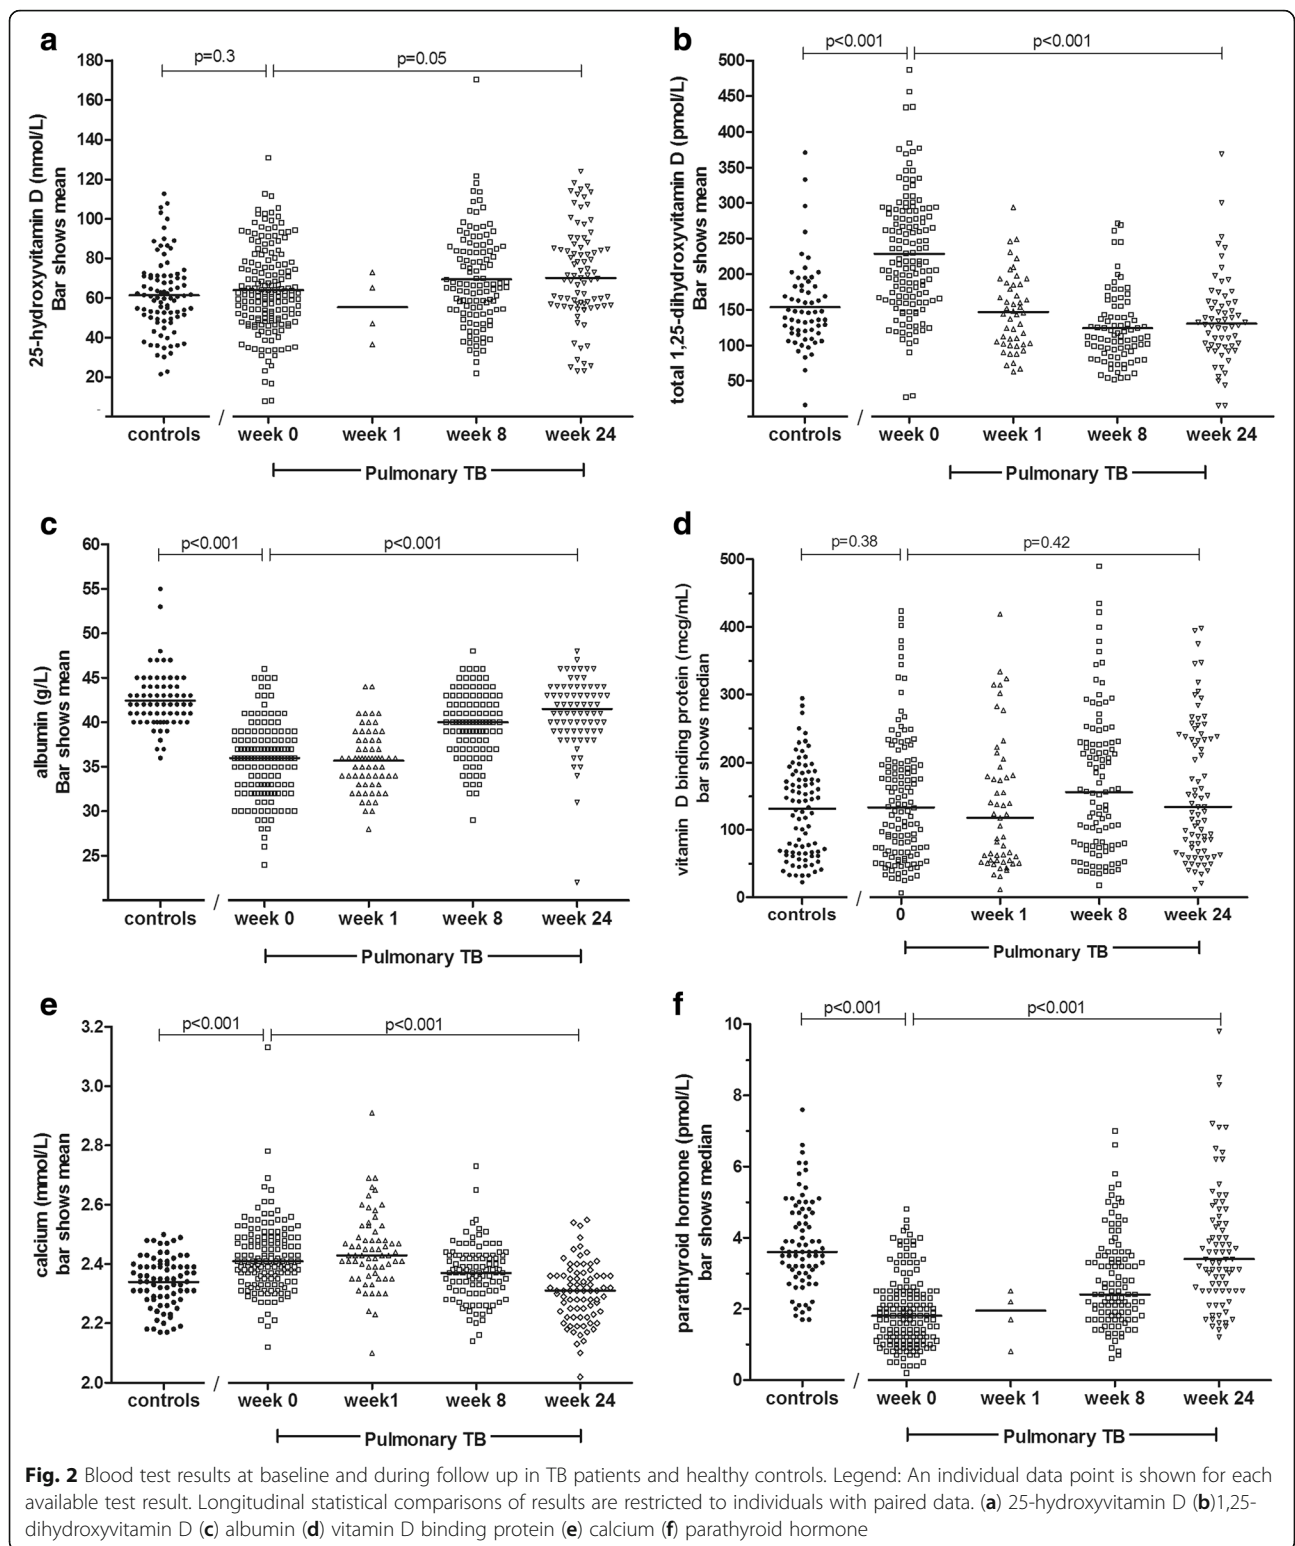 a
p=0.3
p=0.05
25-hydroxyvitamin D (nmol/L)
Bar shows mean
180
160
140
120
100
80
60
40
20
-
/
controls
week 0
week 1
week 8
week 24
Pulmonary TB
b
p<0.001
p<0.001
total 1,25-dihydroxyvitamin D (pmol/L)
Bar shows mean
500
450
400
350
300
250
200
150
100
50
/
controls
week 0
week 1
week 8
week 24
Pulmonary TB
c
p<0.001
p<0.001
albumin (g/L)
Bar shows mean
60
55
50
45
40
35
30
25
/
controls
week 0
week 1
week 8
week 24
Pulmonary TB
d
p=0.38
p=0.42
vitamin D binding protein (mcg/mL)
bar shows median
500
400
300
200
100
0
/
controls
0
week 1
week 8
week 24
Pulmonary TB
e
p<0.001
p<0.001
calcium (mmol/L)
bar shows mean
3.2
3.0
2.8
2.6
2.4
2.2
2.0
/
controls
week 0
week1
week 8
week 24
Pulmonary TB
f
p<0.001
p<0.001
parathyroid hormone (pmol/L)
bar shows median
10
8
6
4
2
0
/
controls
week 0
week 1
week 8
week 24
Pulmonary TB
Fig. 2 Blood test results at baseline and during follow up in TB patients and healthy controls. Legend: An individual data point is shown for each
available test result. Longitudinal statistical comparisons of results are restricted to individuals with paired data. (a) 25-hydroxyvitamin D (b)1,25-
dihydroxyvitamin D (c) albumin (d) vitamin D binding protein (e) calcium (f) parathyroid hormone